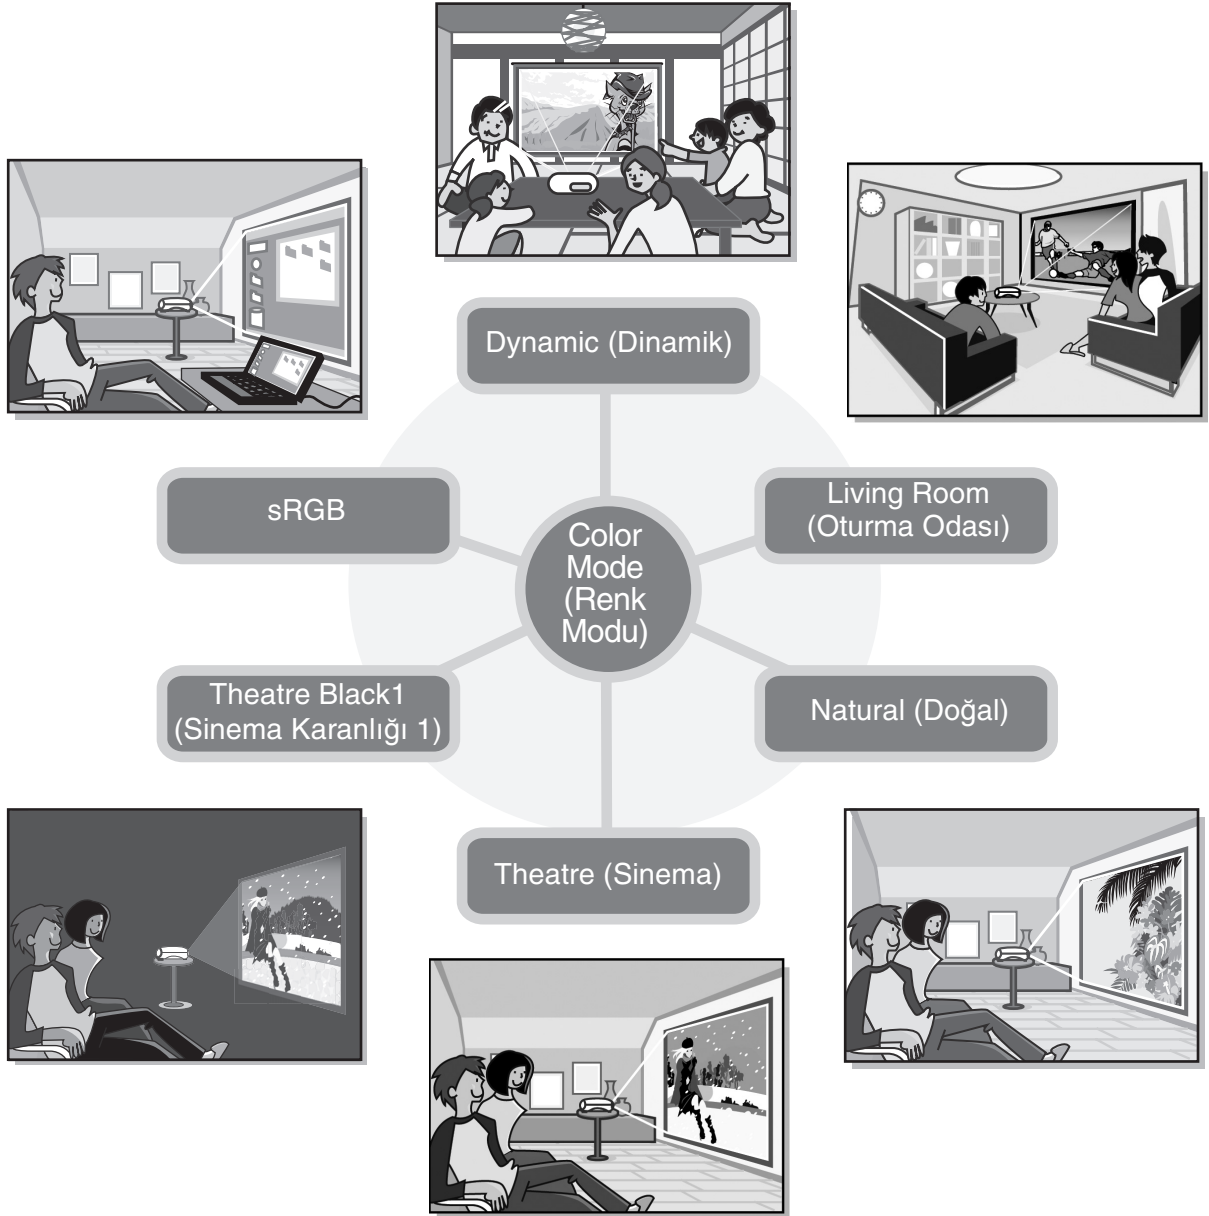 Dynamic (Dinamik)
sRGB
Living Room
(Oturma Odası)
Color
Mode
(Renk
Modu)
Theatre Black1
(Sinema Karanlığı 1)
Natural (Doğal)
Theatre (Sinema)